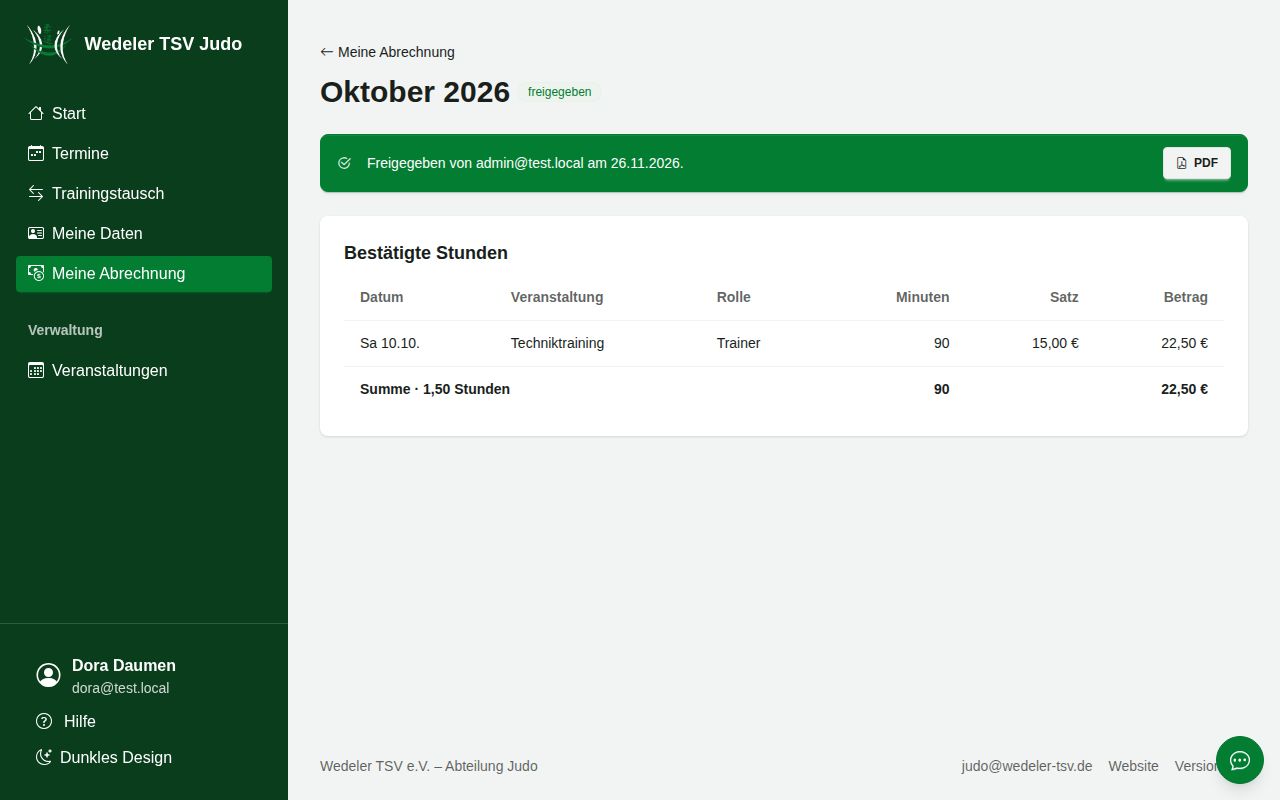 Wedeler TSV Judo
Start
Termine
Trainingstausch
Meine Daten
Meine Abrechnung
Verwaltung
Veranstaltungen
Dora Daumen
dora@test.local
Hilfe
Dunkles Design
← Meine Abrechnung
Oktober 2026 freigegeben
Freigegeben von admin@test.local am 26.11.2026. PDF
Bestätigte Stunden
Datum Veranstaltung Rolle Minuten Satz Betrag
Sa 10.10. Techniktraining Trainer 90 15,00 € 22,50 €
Summe · 1,50 Stunden 90 22,50 €
Wedeler TSV e.V. – Abteilung Judo judo@wedeler-tsv.de Website